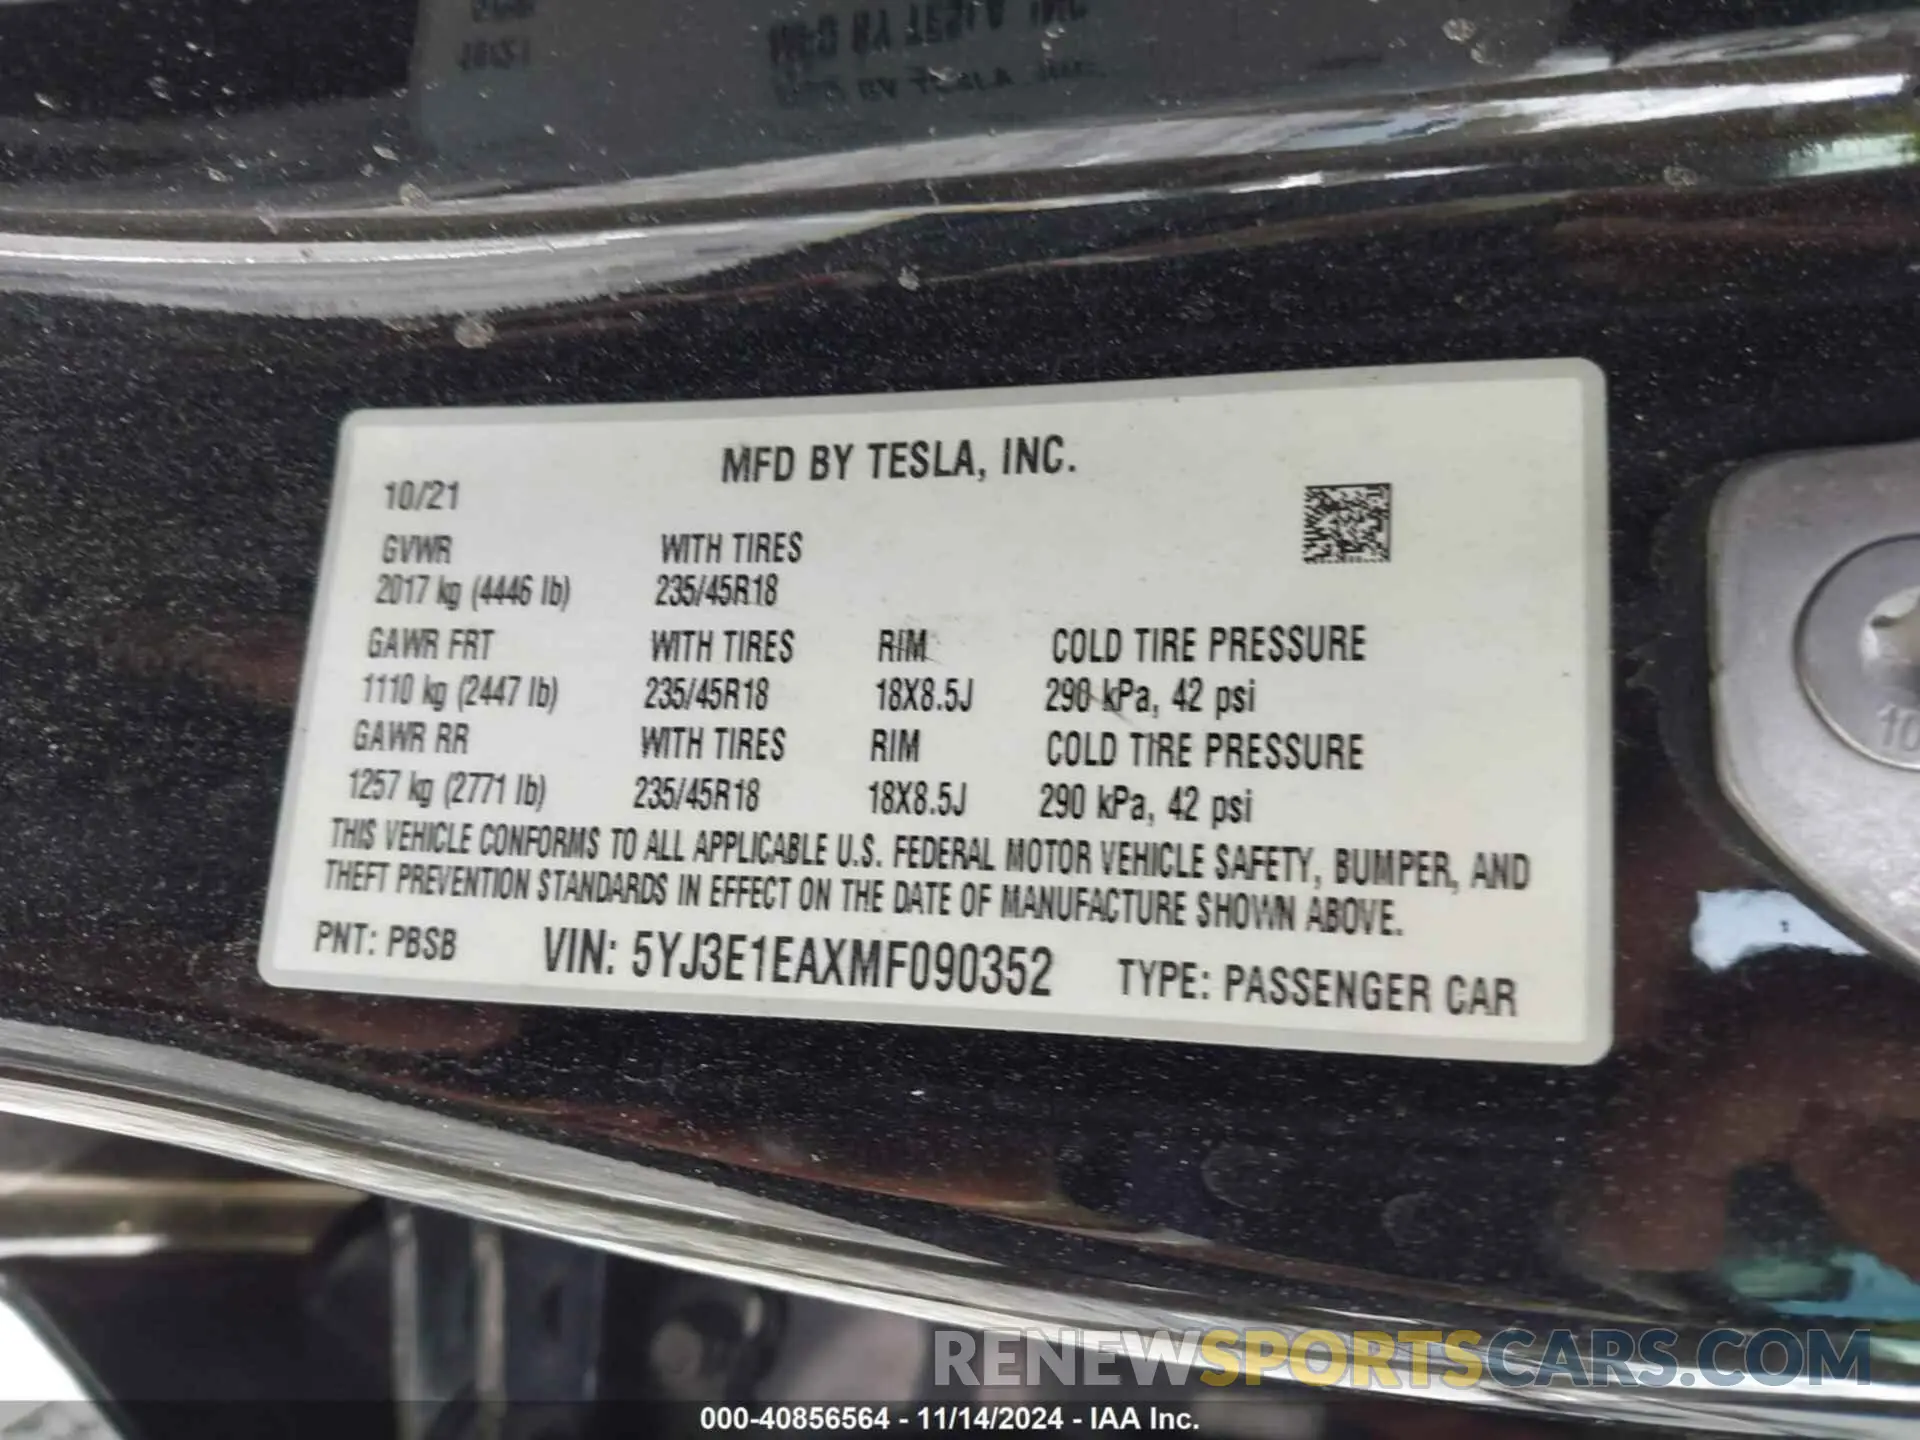 MFD BY TESLA, INC.
10/21
GVWR WITH TIRES
2017 kg (4446 lb) 235/45R18
GAWR FRT WITH TIRES RIM COLD TIRE PRESSURE
1110 kg (2447 lb) 235/45R18 18X8.5J 290 kPa, 42 psi
GAWR RR WITH TIRES RIM COLD TIRE PRESSURE
1257 kg (2771 lb) 235/45R18 18X8.5J 290 kPa, 42 psi
THIS VEHICLE CONFORMS TO ALL APPLICABLE U.S. FEDERAL MOTOR VEHICLE SAFETY, BUMPER, AND
THEFT PREVENTION STANDARDS IN EFFECT ON THE DATE OF MANUFACTURE SHOWN ABOVE.
PNT: PBSB VIN: 5YJ3E1EAXMF090352 TYPE: PASSENGER CAR
10
RENEWSPORTSCARS.COM
000-40856564 - 11/14/2024 - IAA Inc.